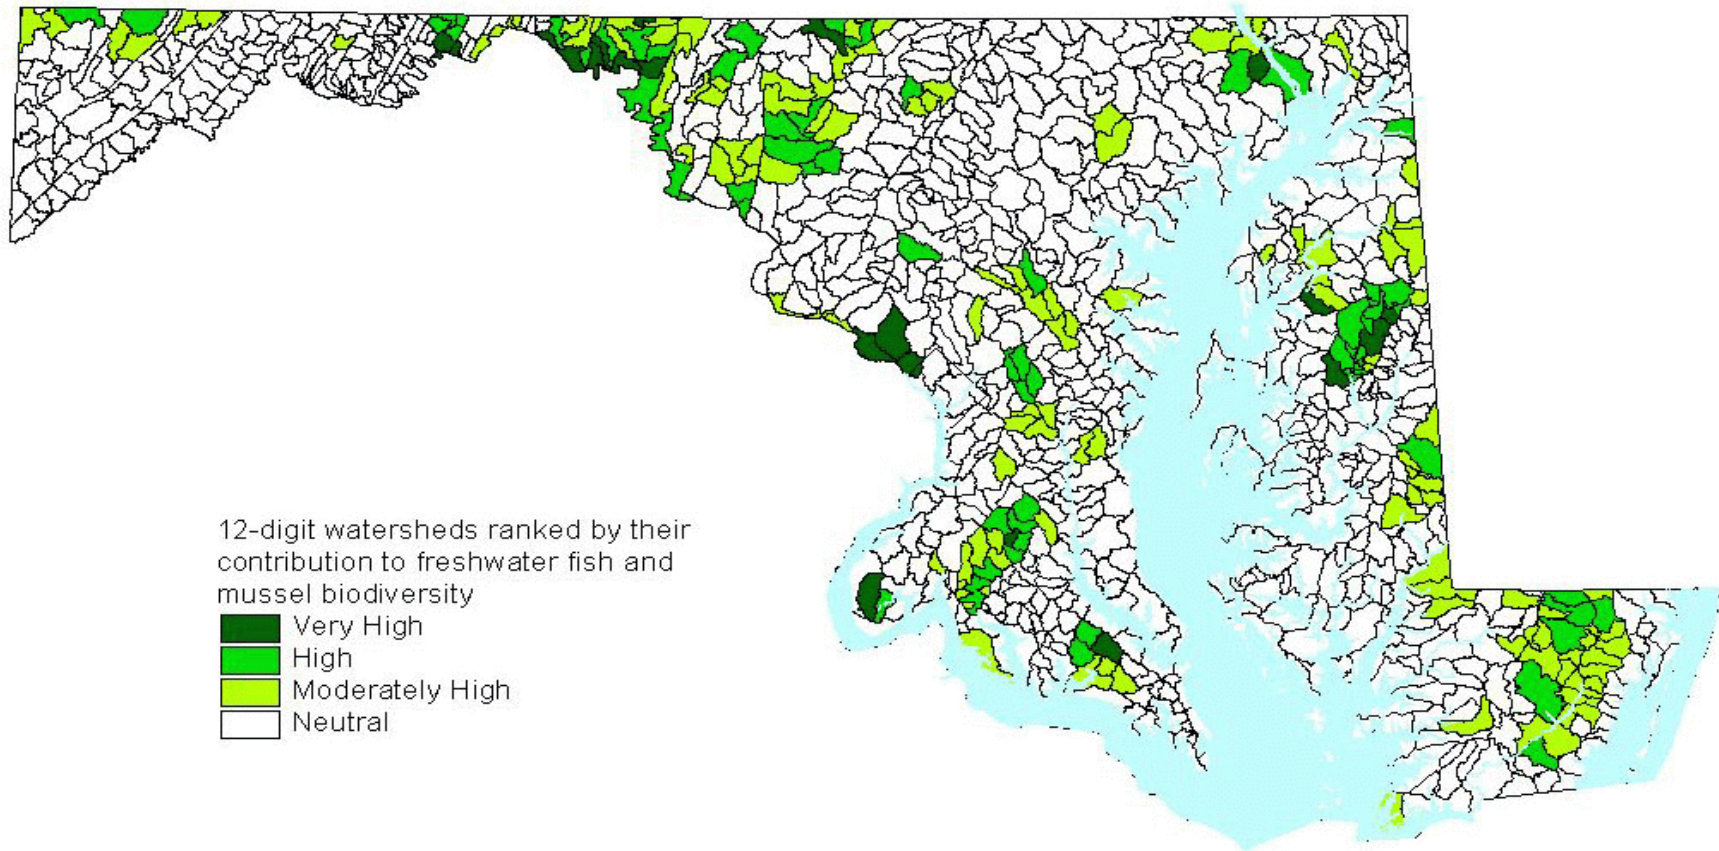 12-digit watersheds ranked by their
contribution to freshwater fish and
mussel biodiversity
Very High
High
Moderately High
Neutral